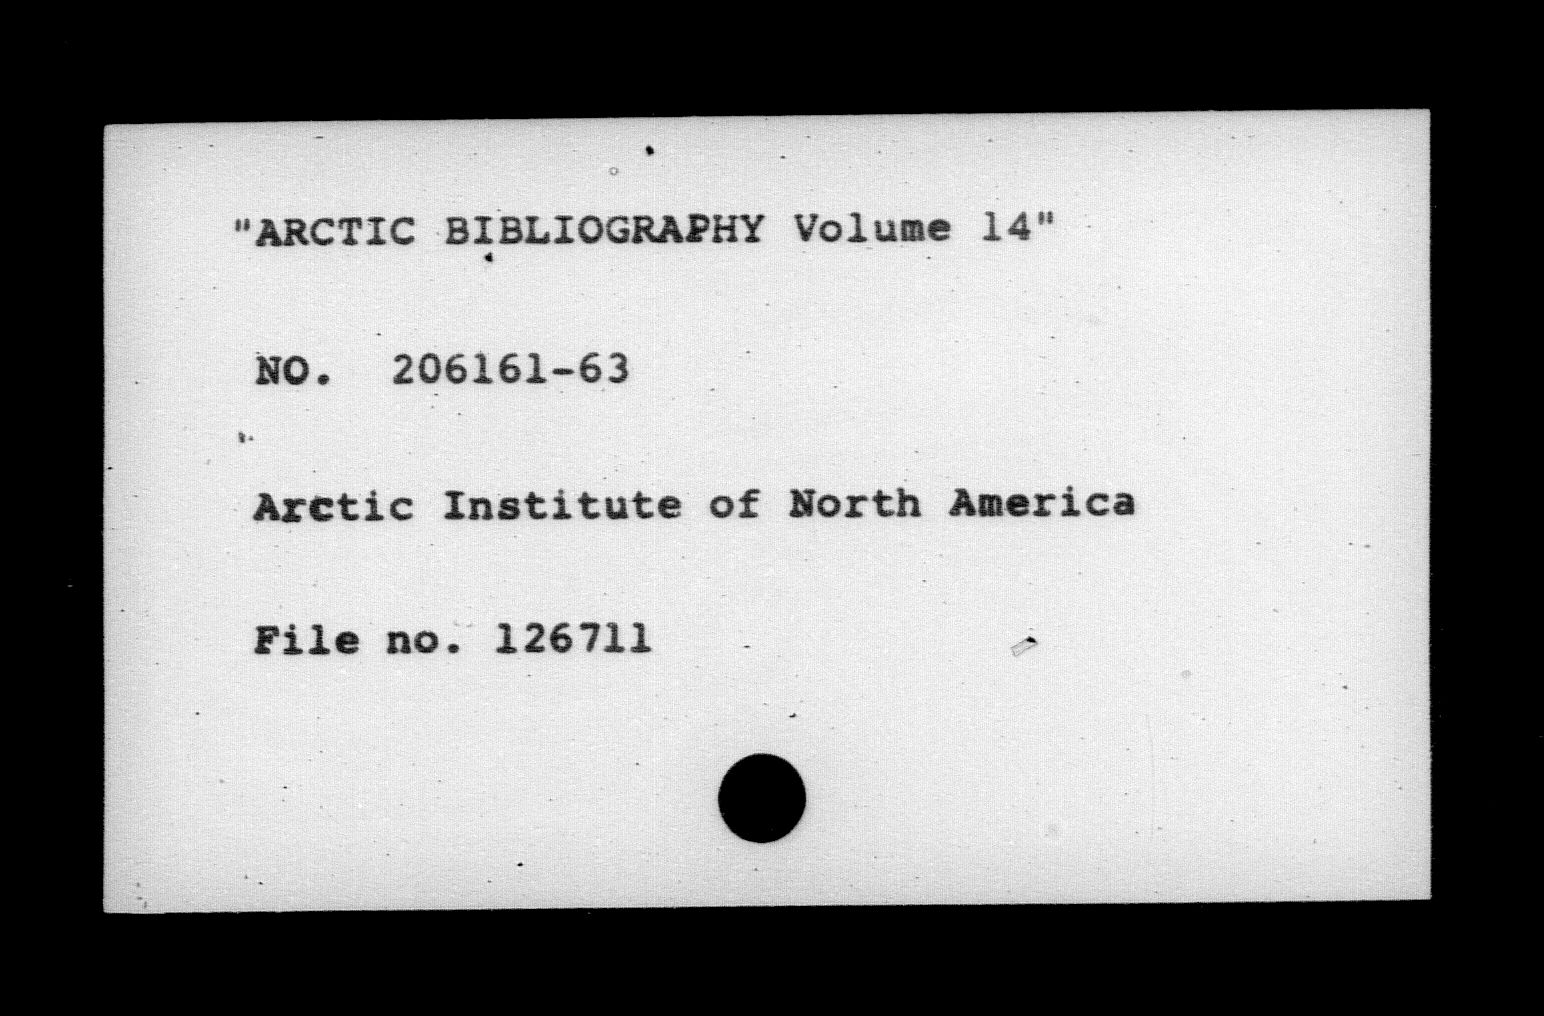 "ARCTIC BIBLIOGRAPHY Volume 14"
NO. 206161-63
Arctic Institute of North America
File no. 126711